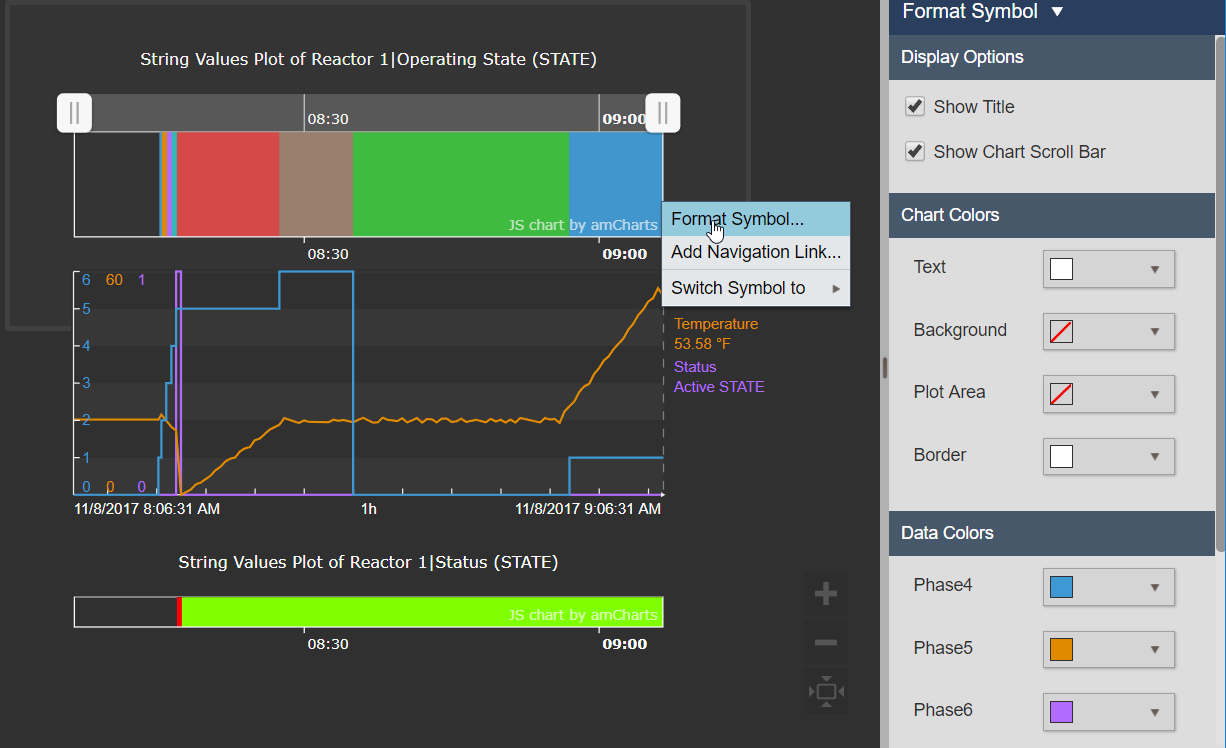 String Values Plot of Reactor 1|Operating State (STATE)
08:30 09:00
JS chart by amCharts
08:30 09:00
Format Symbol...
Add Navigation Link...
Switch Symbol to
6 60 1
5
4
3
2
1
0 0 0
Temperature
53.58 °F
Status
Active STATE
11/8/2017 8:06:31 AM 1h 11/8/2017 9:06:31 AM
String Values Plot of Reactor 1|Status (STATE)
JS chart by amCharts
08:30 09:00
Format Symbol
Display Options
Show Title
Show Chart Scroll Bar
Chart Colors
Text
Background
Plot Area
Border
Data Colors
Phase4
Phase5
Phase6